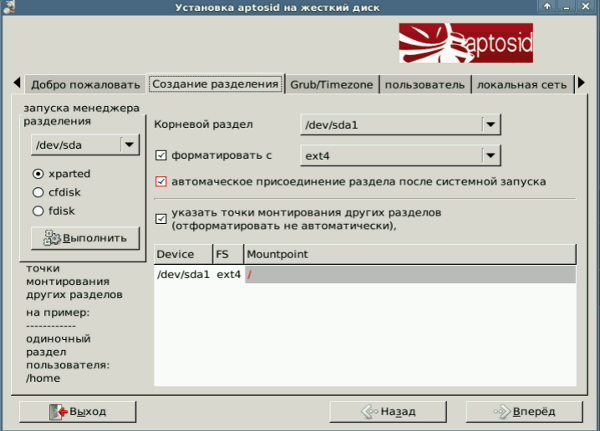 Установка aptosid на жесткий диск
aptosid
Добро пожаловать
Создание разделения
Grub/Timezone
пользователь
локальная сеть
запуска менеджера
разделения
/dev/sda
xparted
cfdisk
fdisk
Выполнить
точки
монтирования
других разделов
на пример:
------------
одиночный
раздел
пользователя:
/home
Корневой раздел
/dev/sda1
форматировать с
ext4
автомаческое присоединение раздела после системной запуска
указать точки монтирования других разделов
(отформатировать не автоматически),
Device FS Mountpoint
/dev/sda1 ext4 /
Выход
Назад
Вперёд